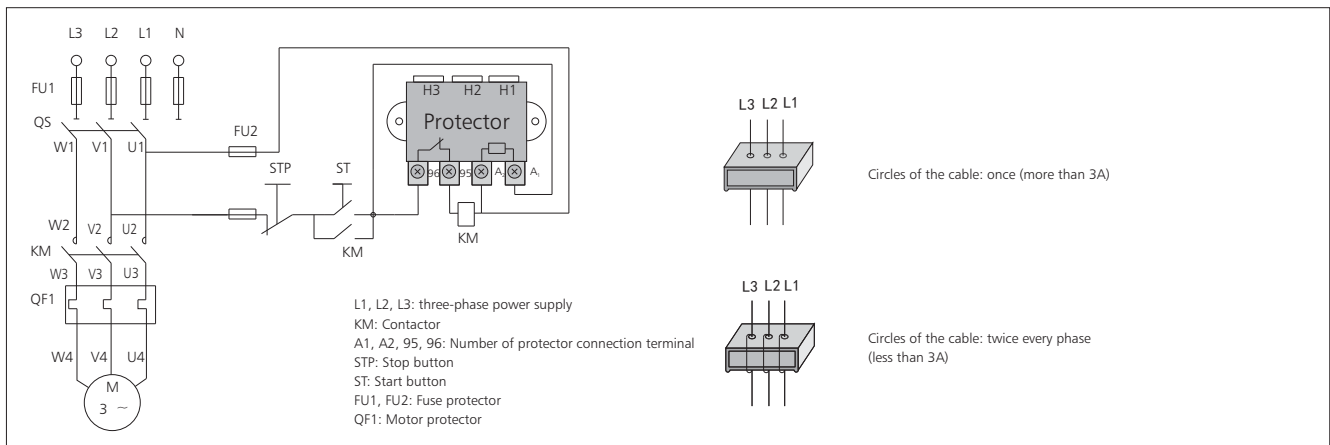 L3 L2 L1 N
FU1
QS
W1 V1 U1
FU2
STP ST
H3 H2 H1
Protector
96 95 A2 A1
KM
KM
W2 V2 U2
KM
W3 V3 U3
QF1
W4 V4 U4
M
3 ~
L1, L2, L3: three-phase power supply
KM: Contactor
A1, A2, 95, 96: Number of protector connection terminal
STP: Stop button
ST: Start button
FU1, FU2: Fuse protector
QF1: Motor protector
L3 L2 L1
Circles of the cable: once (more than 3A)
L3 L2 L1
Circles of the cable: twice every phase
(less than 3A)